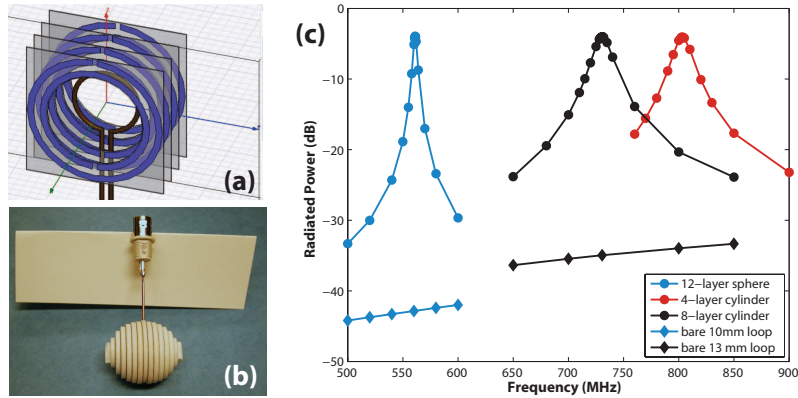 (a)
(b)
(c)
Radiated Power (dB)
0
−10
−20
−30
−40
−50
500 550 600 650 700 750 800 850 900
Frequency (MHz)
12−layer sphere
4−layer cylinder
8−layer cylinder
bare 10mm loop
bare 13 mm loop